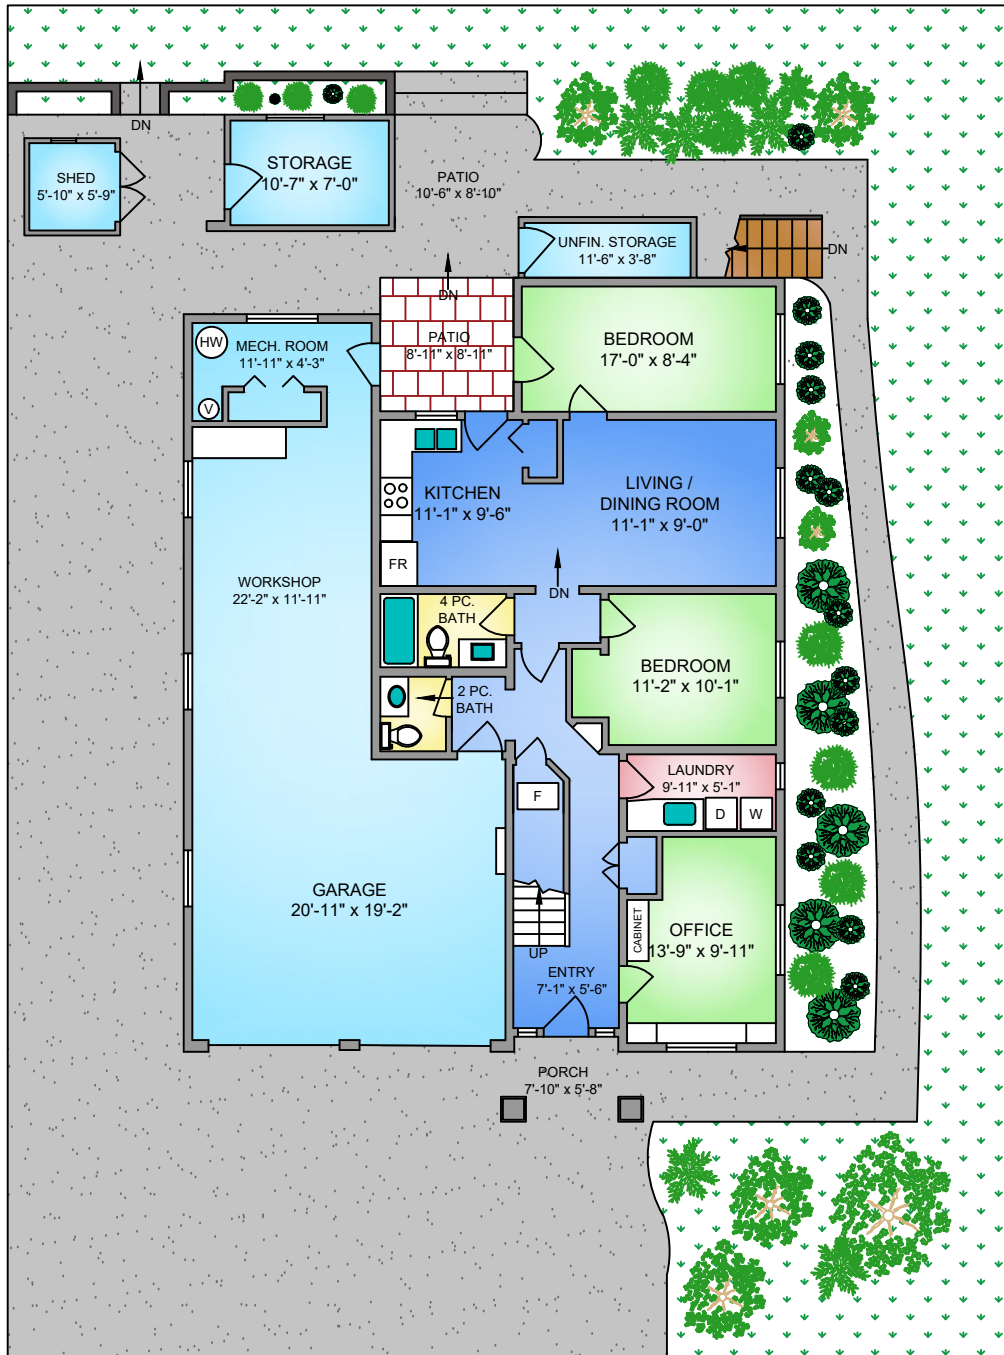 DN
SHED
5'-10" x 5'-9"
STORAGE
10'-7" x 7'-0"
PATIO
10'-6" x 8'-10"
UNFIN. STORAGE
11'-6" x 3'-8"
DN
DN
PATIO
8'-11" x 8'-11"
BEDROOM
17'-0" x 8'-4"
HW
MECH. ROOM
11'-11" x 4'-3"
V
KITCHEN
11'-1" x 9'-6"
LIVING /
DINING ROOM
11'-1" x 9'-0"
FR
WORKSHOP
22'-2" x 11'-11"
DN
4 PC.
BATH
BEDROOM
11'-2" x 10'-1"
2 PC.
BATH
LAUNDRY
9'-11" x 5'-1"
F
D
W
GARAGE
20'-11" x 19'-2"
CABINET
OFFICE
13'-9" x 9'-11"
UP
ENTRY
7'-1" x 5'-6"
PORCH
7'-10" x 5'-8"